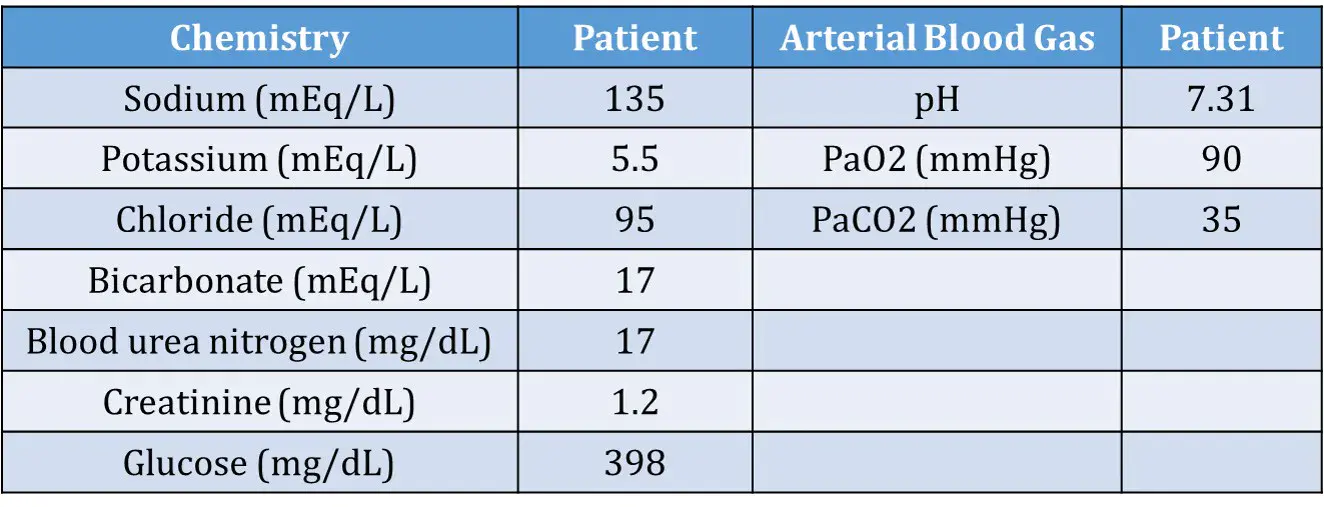 Chemistry Patient Arterial Blood Gas Patient
Sodium (mEq/L) 135 pH 7.31
Potassium (mEq/L) 5.5 PaO2 (mmHg) 90
Chloride (mEq/L) 95 PaCO2 (mmHg) 35
Bicarbonate (mEq/L) 17
Blood urea nitrogen (mg/dL) 17
Creatinine (mg/dL) 1.2
Glucose (mg/dL) 398